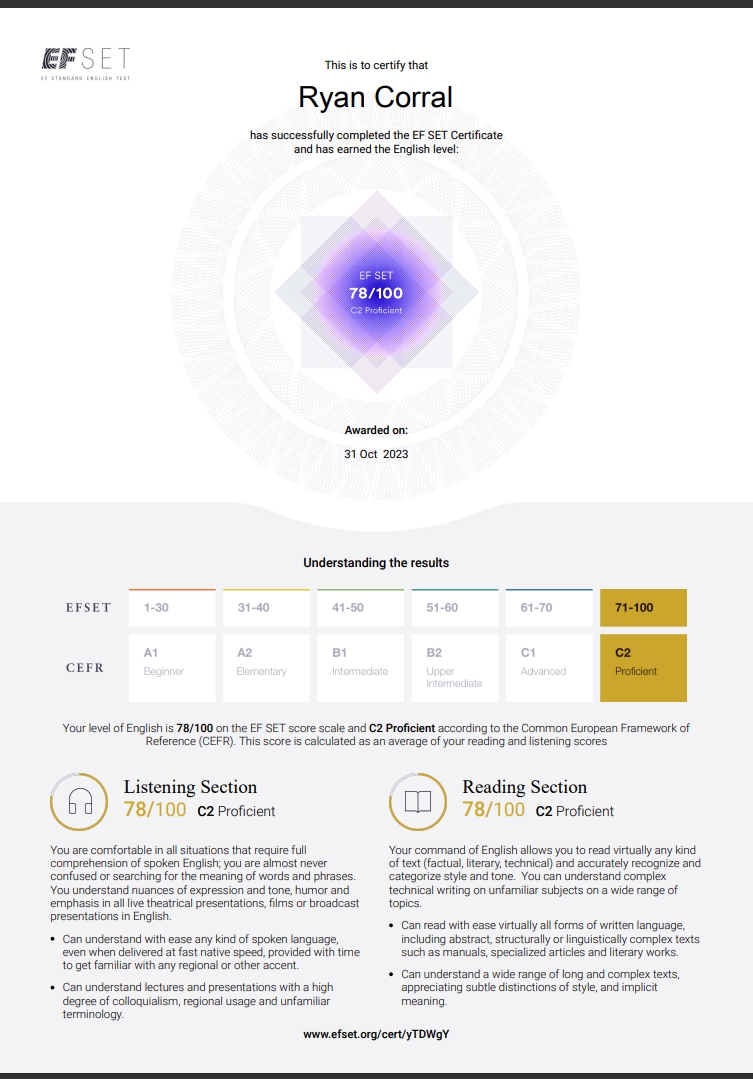 EF SET
EF STANDARD ENGLISH TEST
This is to certify that
Ryan Corral
has successfully completed the EF SET Certificate
and has earned the English level:
EF SET
78/100
C2 Proficient
Awarded on:
31 Oct 2023
Understanding the results
EFSET 1-30 31-40 41-50 51-60 61-70 71-100
CEFR
A1 Beginner
A2 Elementary
B1 Intermediate
B2 Upper
Intermediate
C1 Advanced
C2 Proficient
Your level of English is 78/100 on the EF SET score scale and C2 Proficient according to the Common European Framework of
Reference (CEFR). This score is calculated as an average of your reading and listening scores
Listening Section
78/100 C2 Proficient
You are comfortable in all situations that require full
comprehension of spoken English; you are almost never
confused or searching for the meaning of words and phrases.
You understand nuances of expression and tone, humor and
emphasis in all live theatrical presentations, films or broadcast
presentations in English.
• Can understand with ease any kind of spoken language,
even when delivered at fast native speed, provided with time
to get familiar with any regional or other accent.
• Can understand lectures and presentations with a high
degree of colloquialism, regional usage and unfamiliar
terminology.
Reading Section
78/100 C2 Proficient
Your command of English allows you to read virtually any kind
of text (factual, literary, technical) and accurately recognize and
categorize style and tone. You can understand complex
technical writing on unfamiliar subjects on a wide range of
topics.
• Can read with ease virtually all forms of written language,
including abstract, structurally or linguistically complex texts
such as manuals, specialized articles and literary works.
• Can understand a wide range of long and complex texts,
appreciating subtle distinctions of style, and implicit
meaning.
www.efset.org/cert/yTDWgY